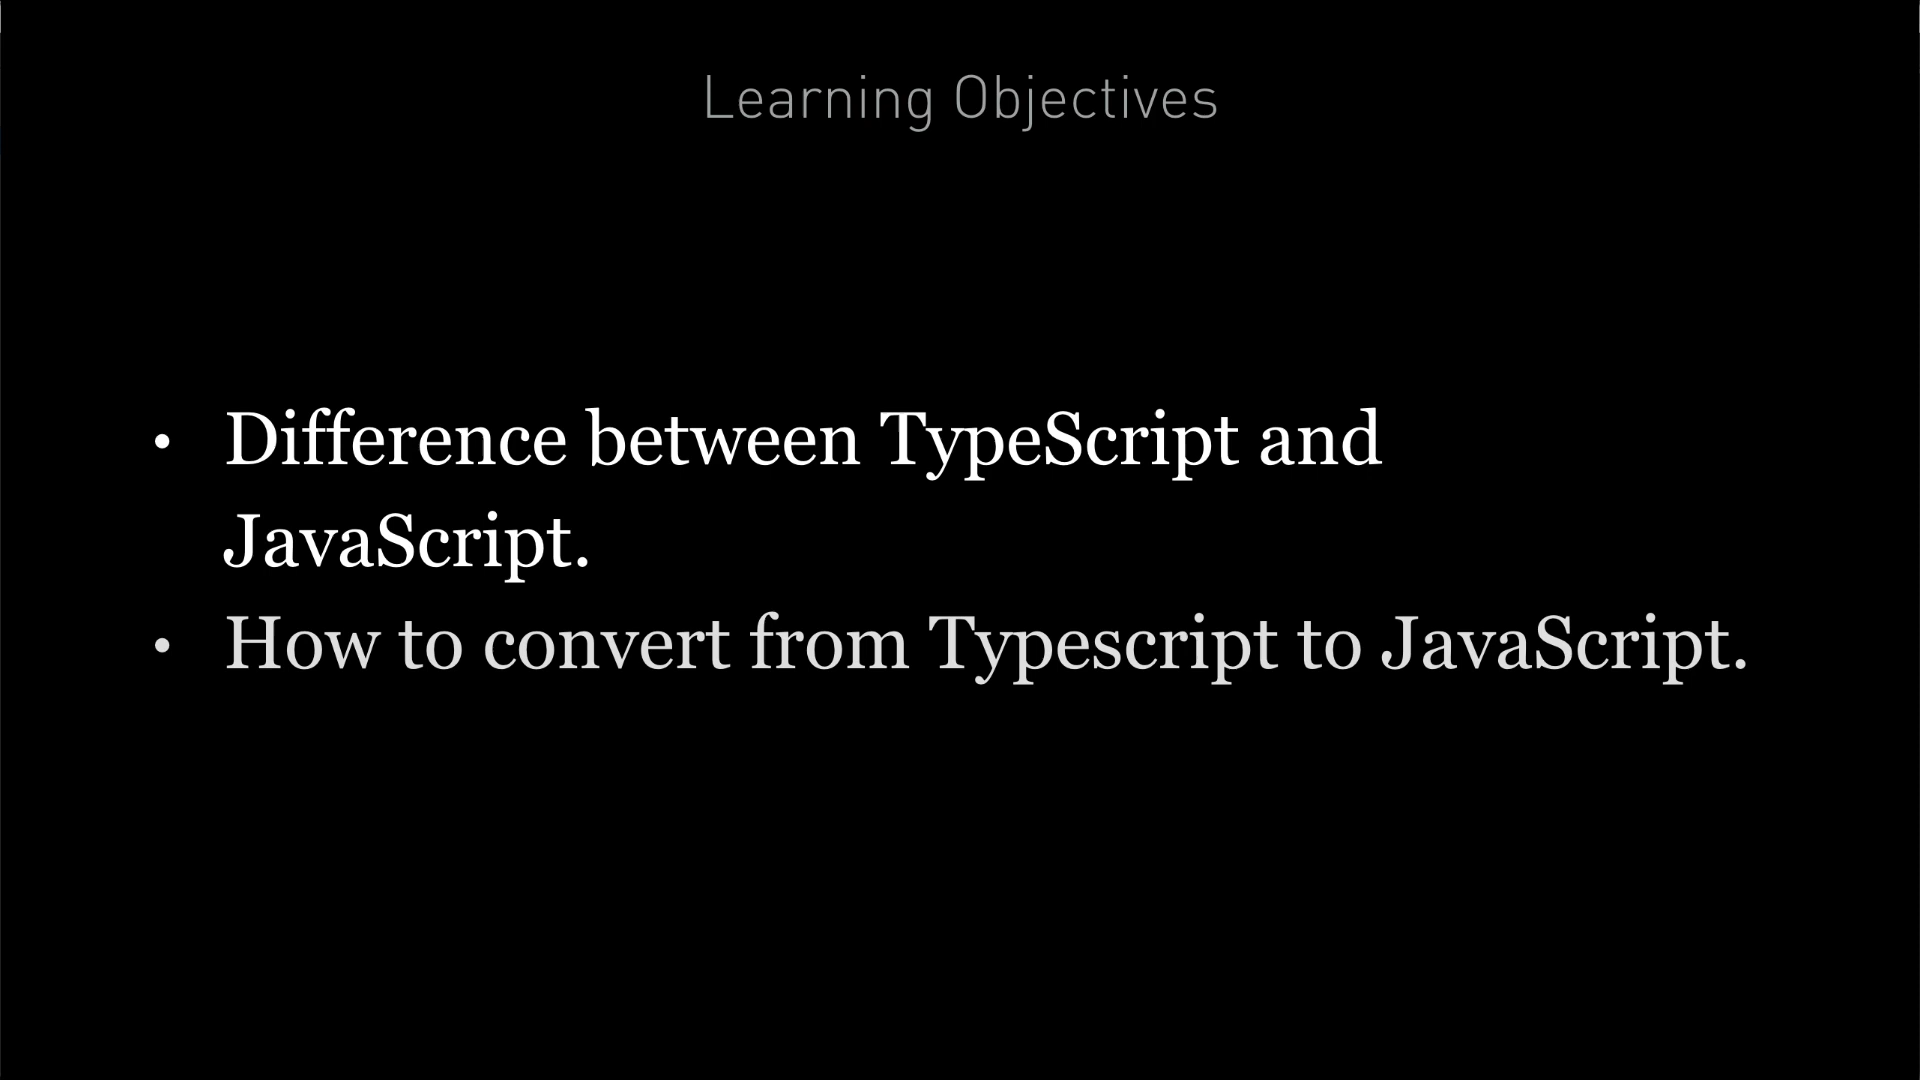 Learning Objectives
• Difference between TypeScript and
JavaScript.
• How to convert from Typescript to JavaScript.